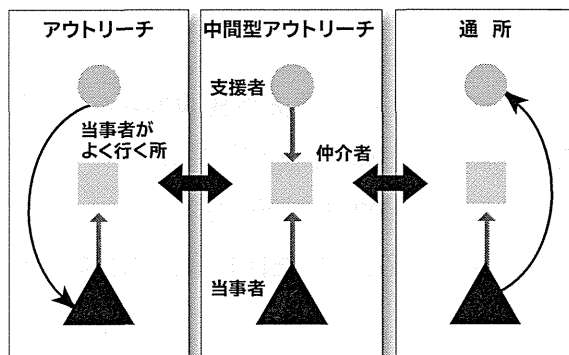 アウトリーチ
当事者が
よく行く所
中間型アウトリーチ
支援者
仲介者
当事者
通 所